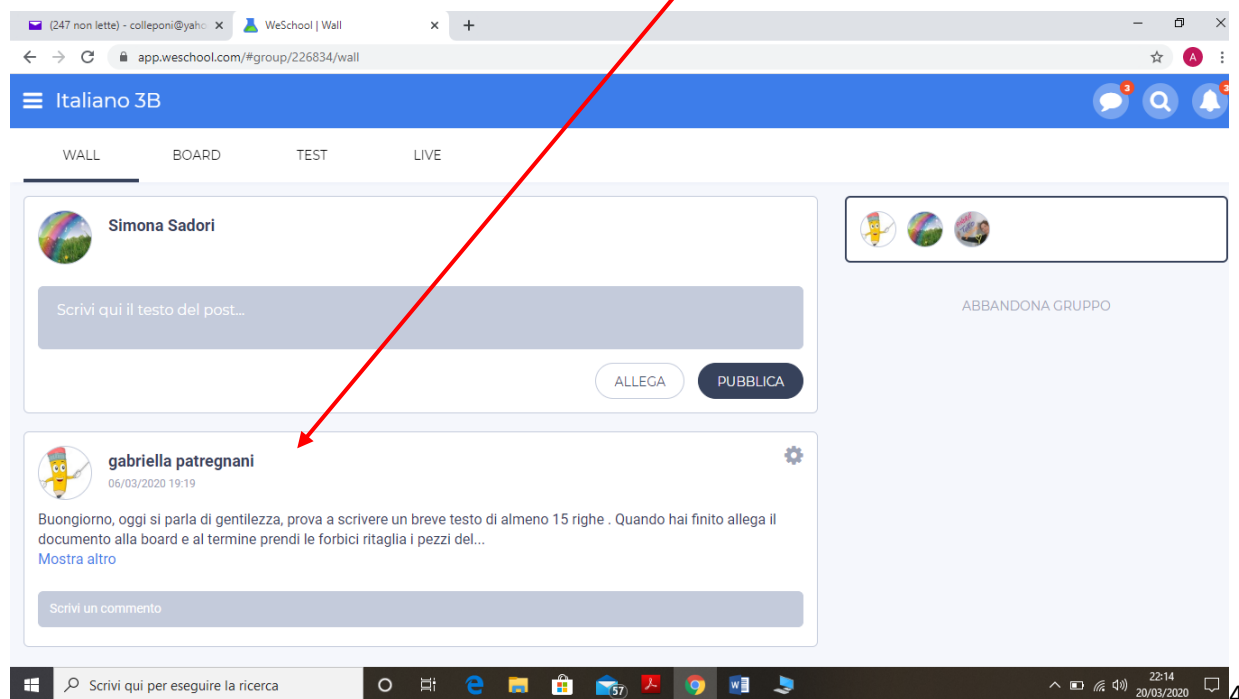 (247 non lette) - colleponi@yaho
WeSchool | Wall
app.weschool.com/#group/226834/wall
A
Italiano 3B
3
3
WALL BOARD TEST LIVE
Simona Sadori
Scrivi qui il testo del post...
ABBANDONA GRUPPO
ALLEGA PUBBLICA
gabriella patregnani
06/03/2020 19:19
Buongiorno, oggi si parla di gentilezza, prova a scrivere un breve testo di almeno 15 righe . Quando hai finito allega il
documento alla board e al termine prendi le forbici ritaglia i pezzi del...
Mostra altro
Scrivi un commento
Scrivi qui per eseguire la ricerca
57
22:14
20/03/2020